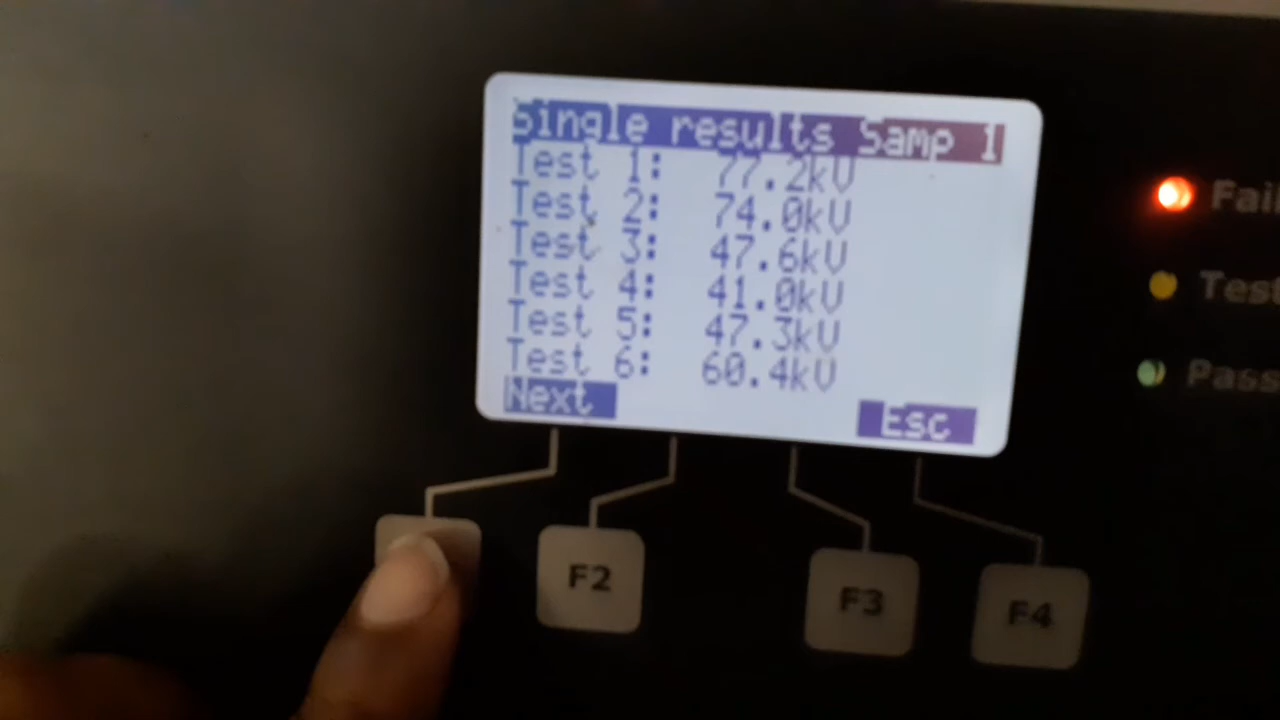 Single results Samp 1
Test 1: 77.2kV
Test 2: 74.0kV
Test 3: 47.6kV
Test 4: 41.0kV
Test 5: 47.3kV
Test 6: 60.4kV
Next Esc
Fail
Test
Pass
F2 F3 F4